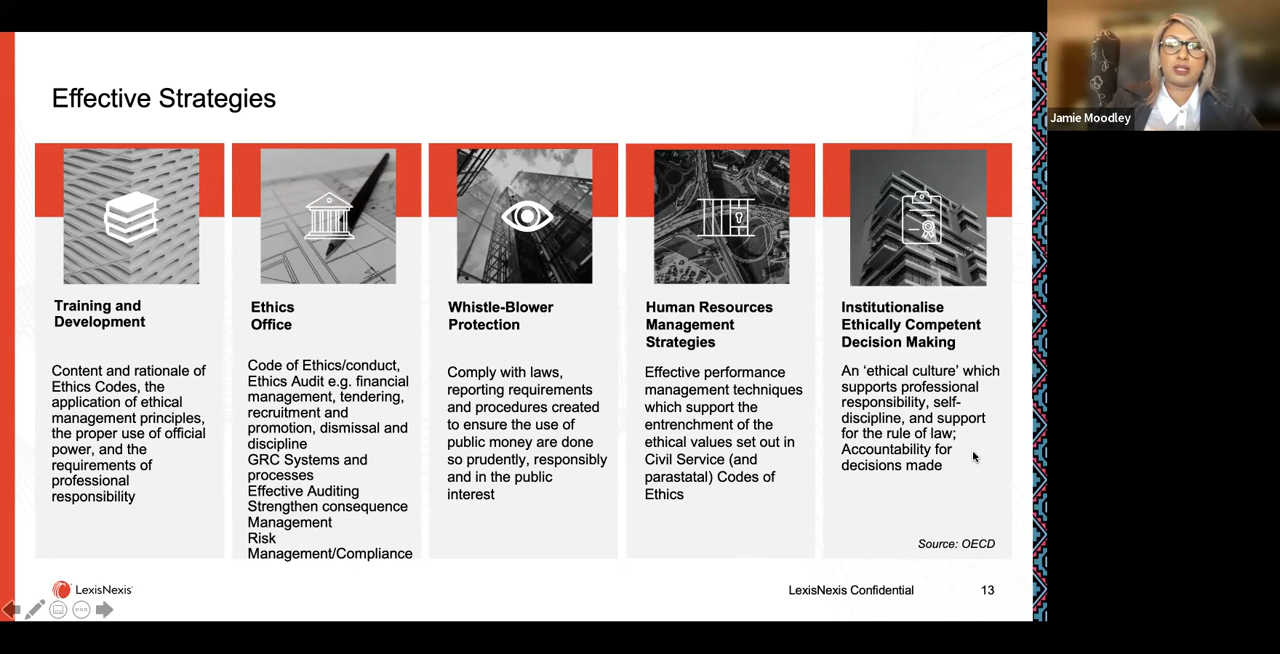 Effective Strategies
Jamie Moodley
Training and
Development
Content and rationale of
Ethics Codes, the
application of ethical
management principles,
the proper use of official
power, and the
requirements of
professional
responsibility
Ethics
Office
Code of Ethics/conduct,
Ethics Audit e.g. financial
management, tendering,
recruitment and
promotion, dismissal and
discipline
GRC Systems and
processes
Effective Auditing
Strengthen consequence
Management
Risk
Management/Compliance
Whistle-Blower
Protection
Comply with laws,
reporting requirements
and procedures created
to ensure the use of
public money are done
so prudently, responsibly
and in the public
interest
Human Resources
Management
Strategies
Effective performance
management techniques
which support the
entrenchment of the
ethical values set out in
Civil Service (and
parastatal) Codes of
Ethics
Institutionalise
Ethically Competent
Decision Making
An ‘ethical culture’ which
supports professional
responsibility, self-
discipline, and support
for the rule of law;
Accountability for
decisions made
Source: OECD
LexisNexis
LexisNexis Confidential
13